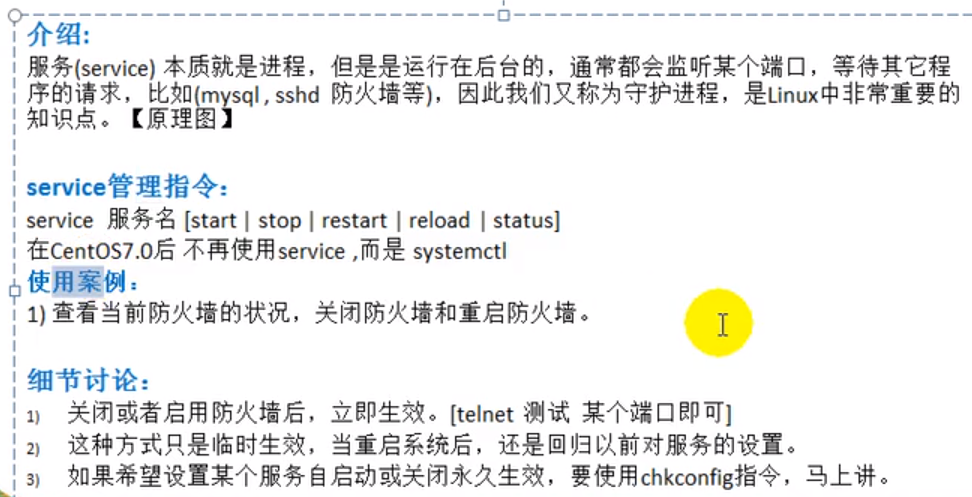 介绍:
服务(service) 本质就是进程，但是是运行在后台的，通常都会监听某个端口，等待其它程
序的请求，比如(mysql , sshd 防火墙等)，因此我们又称为守护进程，是Linux中非常重要的
知识点。【原理图】
service管理指令：
service 服务名 [start | stop | restart | reload | status]
在CentOS7.0后 不再使用service ,而是 systemctl
使用案例：
1) 查看当前防火墙的状况，关闭防火墙和重启防火墙。
细节讨论：
1) 关闭或者启用防火墙后，立即生效。[telnet 测试 某个端口即可]
2) 这种方式只是临时生效，当重启系统后，还是回归以前对服务的设置。
3) 如果希望设置某个服务自启动或关闭永久生效，要使用chkconfig指令，马上讲。